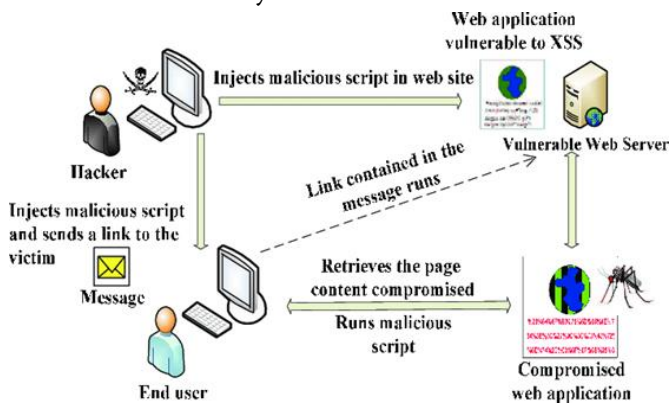 Web application
vulnerable to XSS
Injects malicious script in web site
Hacker
Vulnerable Web Server
Link contained in the
message runs
Injects malicious script
and sends a link to the
victim
Message
Retrieves the page
content compromised
Runs malicious
script
End user
Compromised
web application